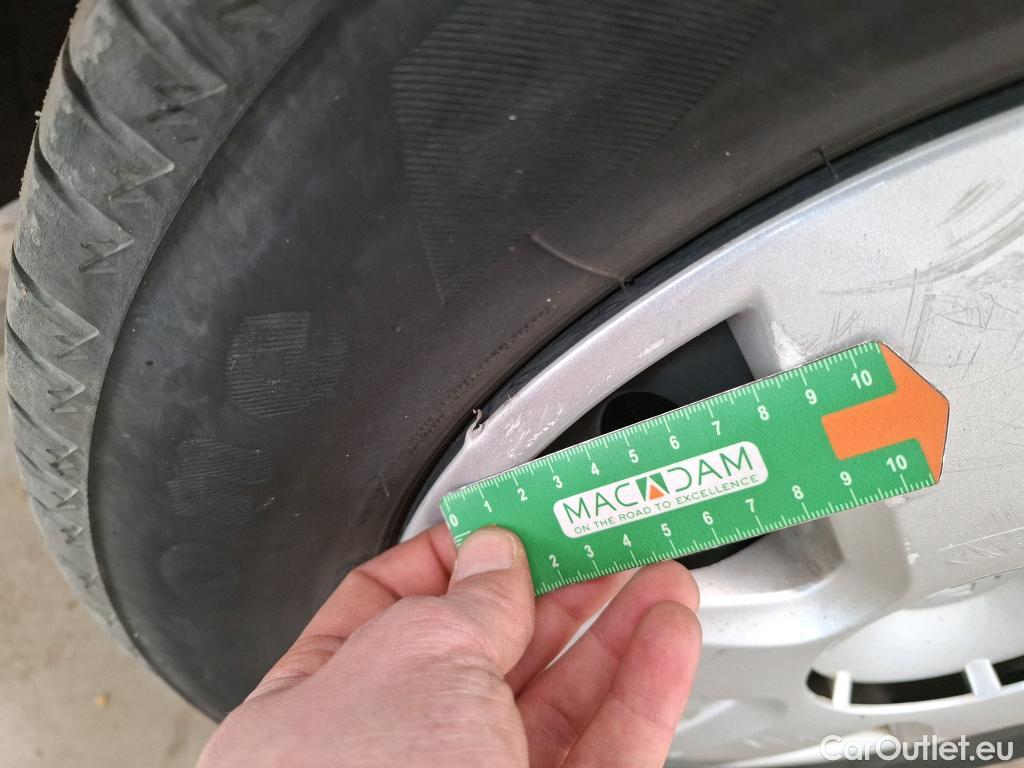 0 1 2 3 4 5 6 7 8 9 10
MACADAM
ON THE ROAD TO EXCELLENCE
2 3 4 5 6 7 8 9 10
CarOutlet.eu